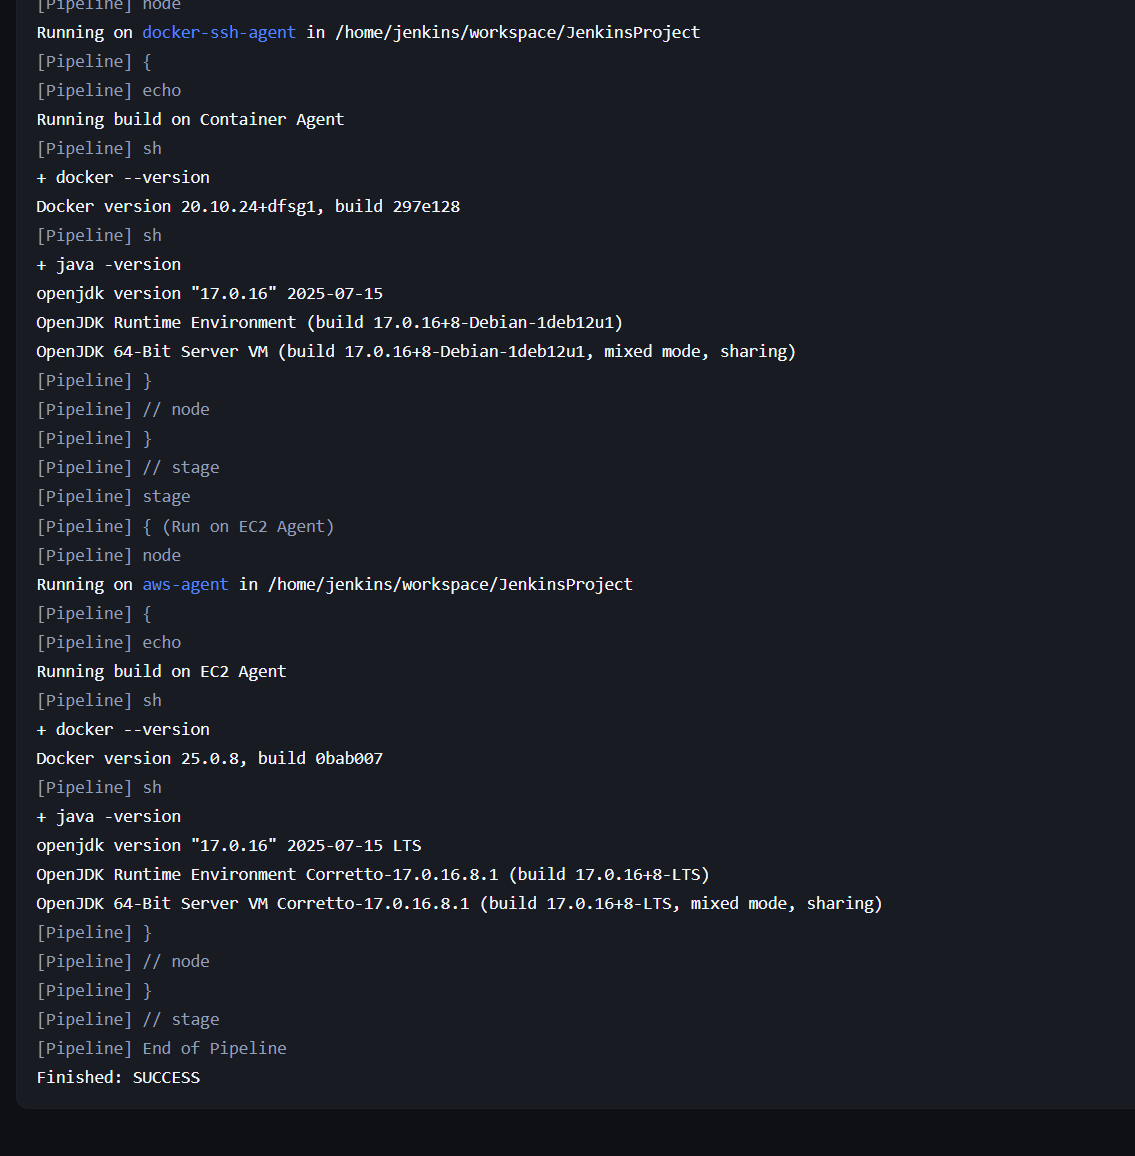 [Pipeline] node
Running on docker-ssh-agent in /home/jenkins/workspace/JenkinsProject
[Pipeline] {
[Pipeline] echo
Running build on Container Agent
[Pipeline] sh
+ docker --version
Docker version 20.10.24+dfsg1, build 297e128
[Pipeline] sh
+ java -version
openjdk version "17.0.16" 2025-07-15
OpenJDK Runtime Environment (build 17.0.16+8-Debian-1deb12u1)
OpenJDK 64-Bit Server VM (build 17.0.16+8-Debian-1deb12u1, mixed mode, sharing)
[Pipeline] }
[Pipeline] // node
[Pipeline] }
[Pipeline] // stage
[Pipeline] stage
[Pipeline] { (Run on EC2 Agent)
[Pipeline] node
Running on aws-agent in /home/jenkins/workspace/JenkinsProject
[Pipeline] {
[Pipeline] echo
Running build on EC2 Agent
[Pipeline] sh
+ docker --version
Docker version 25.0.8, build 0bab007
[Pipeline] sh
+ java -version
openjdk version "17.0.16" 2025-07-15 LTS
OpenJDK Runtime Environment Corretto-17.0.16.8.1 (build 17.0.16+8-LTS)
OpenJDK 64-Bit Server VM Corretto-17.0.16.8.1 (build 17.0.16+8-LTS, mixed mode, sharing)
[Pipeline] }
[Pipeline] // node
[Pipeline] }
[Pipeline] // stage
[Pipeline] End of Pipeline
Finished: SUCCESS